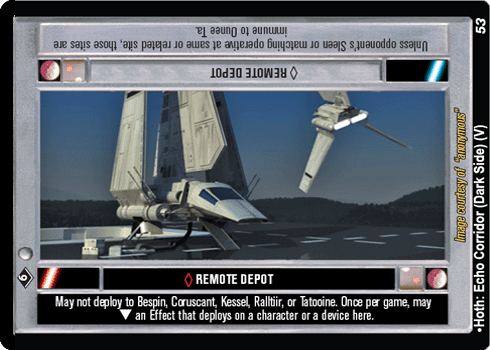 Unless opponent's Sleen or matching operative at same or related site, those sites are
immune to Ounee Ta.
◊ REMOTE DEPOT
53
Image courtesy of "anonymous"
•Hoth: Echo Corridor (Dark Side) (V)
6
◊ REMOTE DEPOT
May not deploy to Bespin, Coruscant, Kessel, Ralltiir, or Tatooine. Once per game, may
▼ an Effect that deploys on a character or a device here.